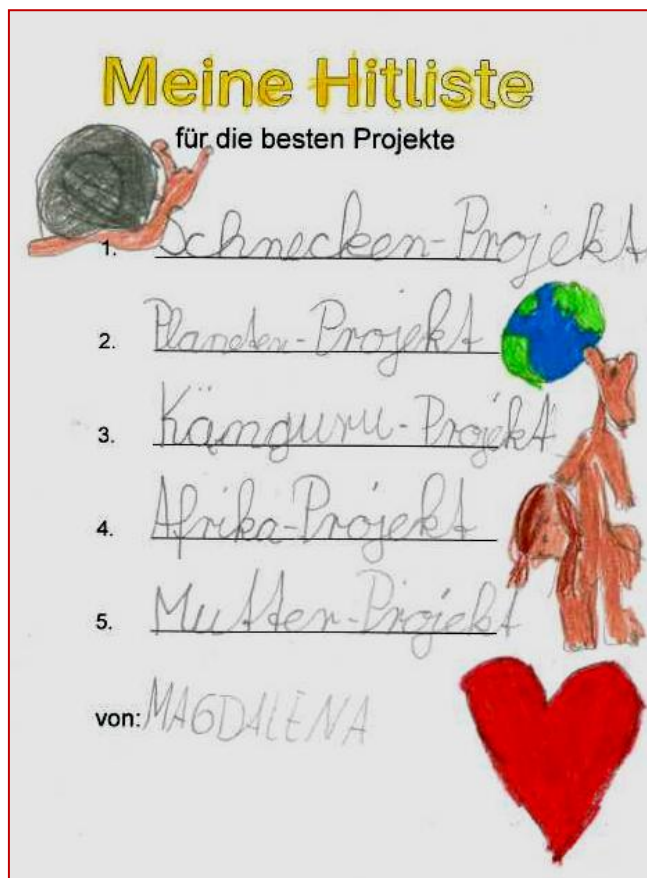 Meine Hitliste
für die besten Projekte
1. Schnecken-Projekt
2. Planeten-Projekt
3. Känguru-Projekt
4. Afrika-Projekt
5. Mutter-Projekt
von: MAGDALENA